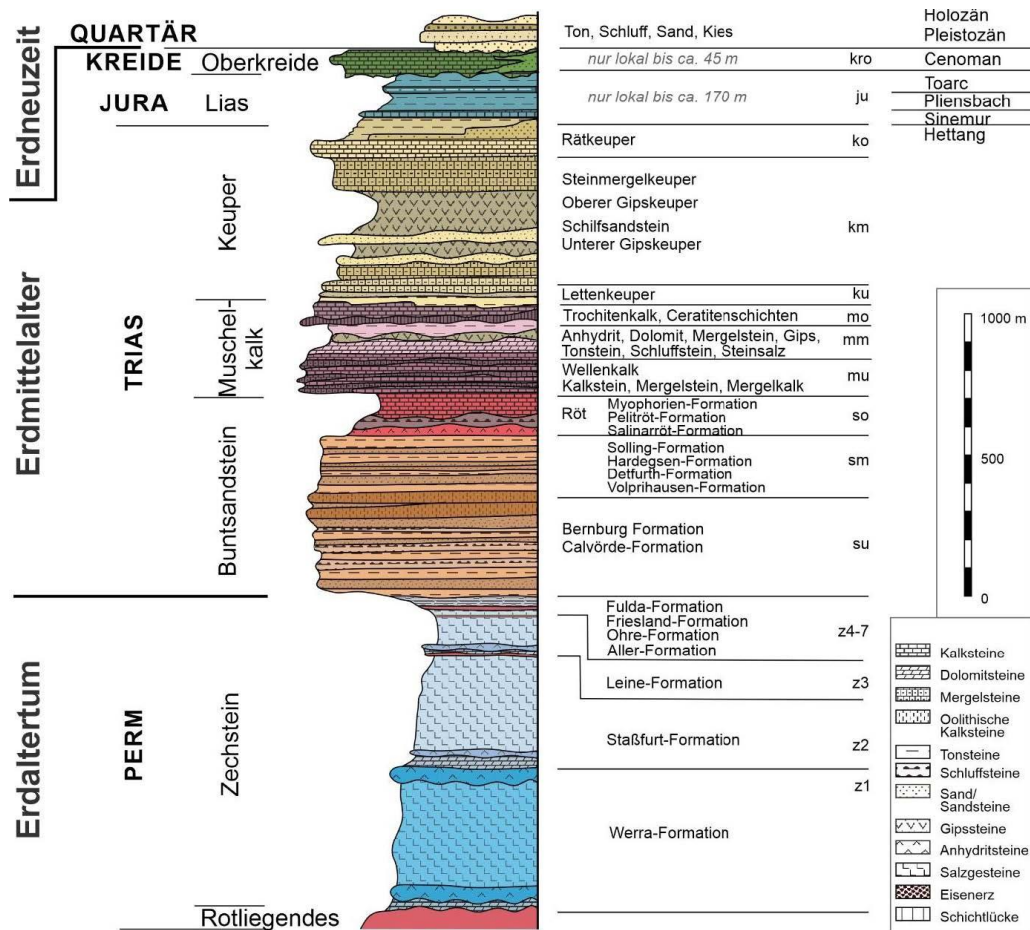 Erdneuzeit
QUARTÄR
KREIDE
Oberkreide
JURA
Lias
Erdmittelalter
TRIAS
Keuper
Muschel-
kalk
Buntsandstein
Erdaltertum
PERM
Zechstein
Rotliegendes
Ton, Schluff, Sand, Kies
Holozän
Pleistozän
nur lokal bis ca. 45 m kro Cenoman
nur lokal bis ca. 170 m ju
Toarc
Pliensbach
Sinemur
Hettang
Rätkeuper ko
Steinmergelkeuper
Oberer Gipskeuper
Schilfsandstein km
Unterer Gipskeuper
Lettenkeuper ku
Trochitenkalk, Ceratitenschichten mo
Anhydrit, Dolomit, Mergelstein, Gips, mm
Tonstein, Schluffstein, Steinsalz
Wellenkalk
Kalkstein, Mergelstein, Mergelkalk mu
Röt Myophorien-Formation so
Pelitröt-Formation
Salinarröt-Formation
Solling-Formation
Hardegsen-Formation sm
Detfurth-Formation
Volprihausen-Formation
Bernburg Formation
Calvörde-Formation su
Fulda-Formation
Friesland-Formation
Ohre-Formation z4-7
Aller-Formation
Leine-Formation z3
Staßfurt-Formation z2
z1
Werra-Formation
1000 m
500
0
Kalksteine
Dolomitsteine
Mergelsteine
Oolithische
Kalksteine
Tonsteine
Schluffsteine
Sand/
Sandsteine
Gipssteine
Anhydritsteine
Salzgesteine
Eisenerz
Schichtlücke